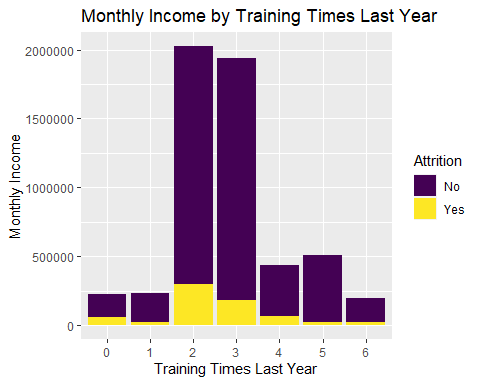 Monthly Income by Training Times Last Year
Monthly Income
2000000
1500000
1000000
500000
0
0 1 2 3 4 5 6
Training Times Last Year
Attrition
No
Yes